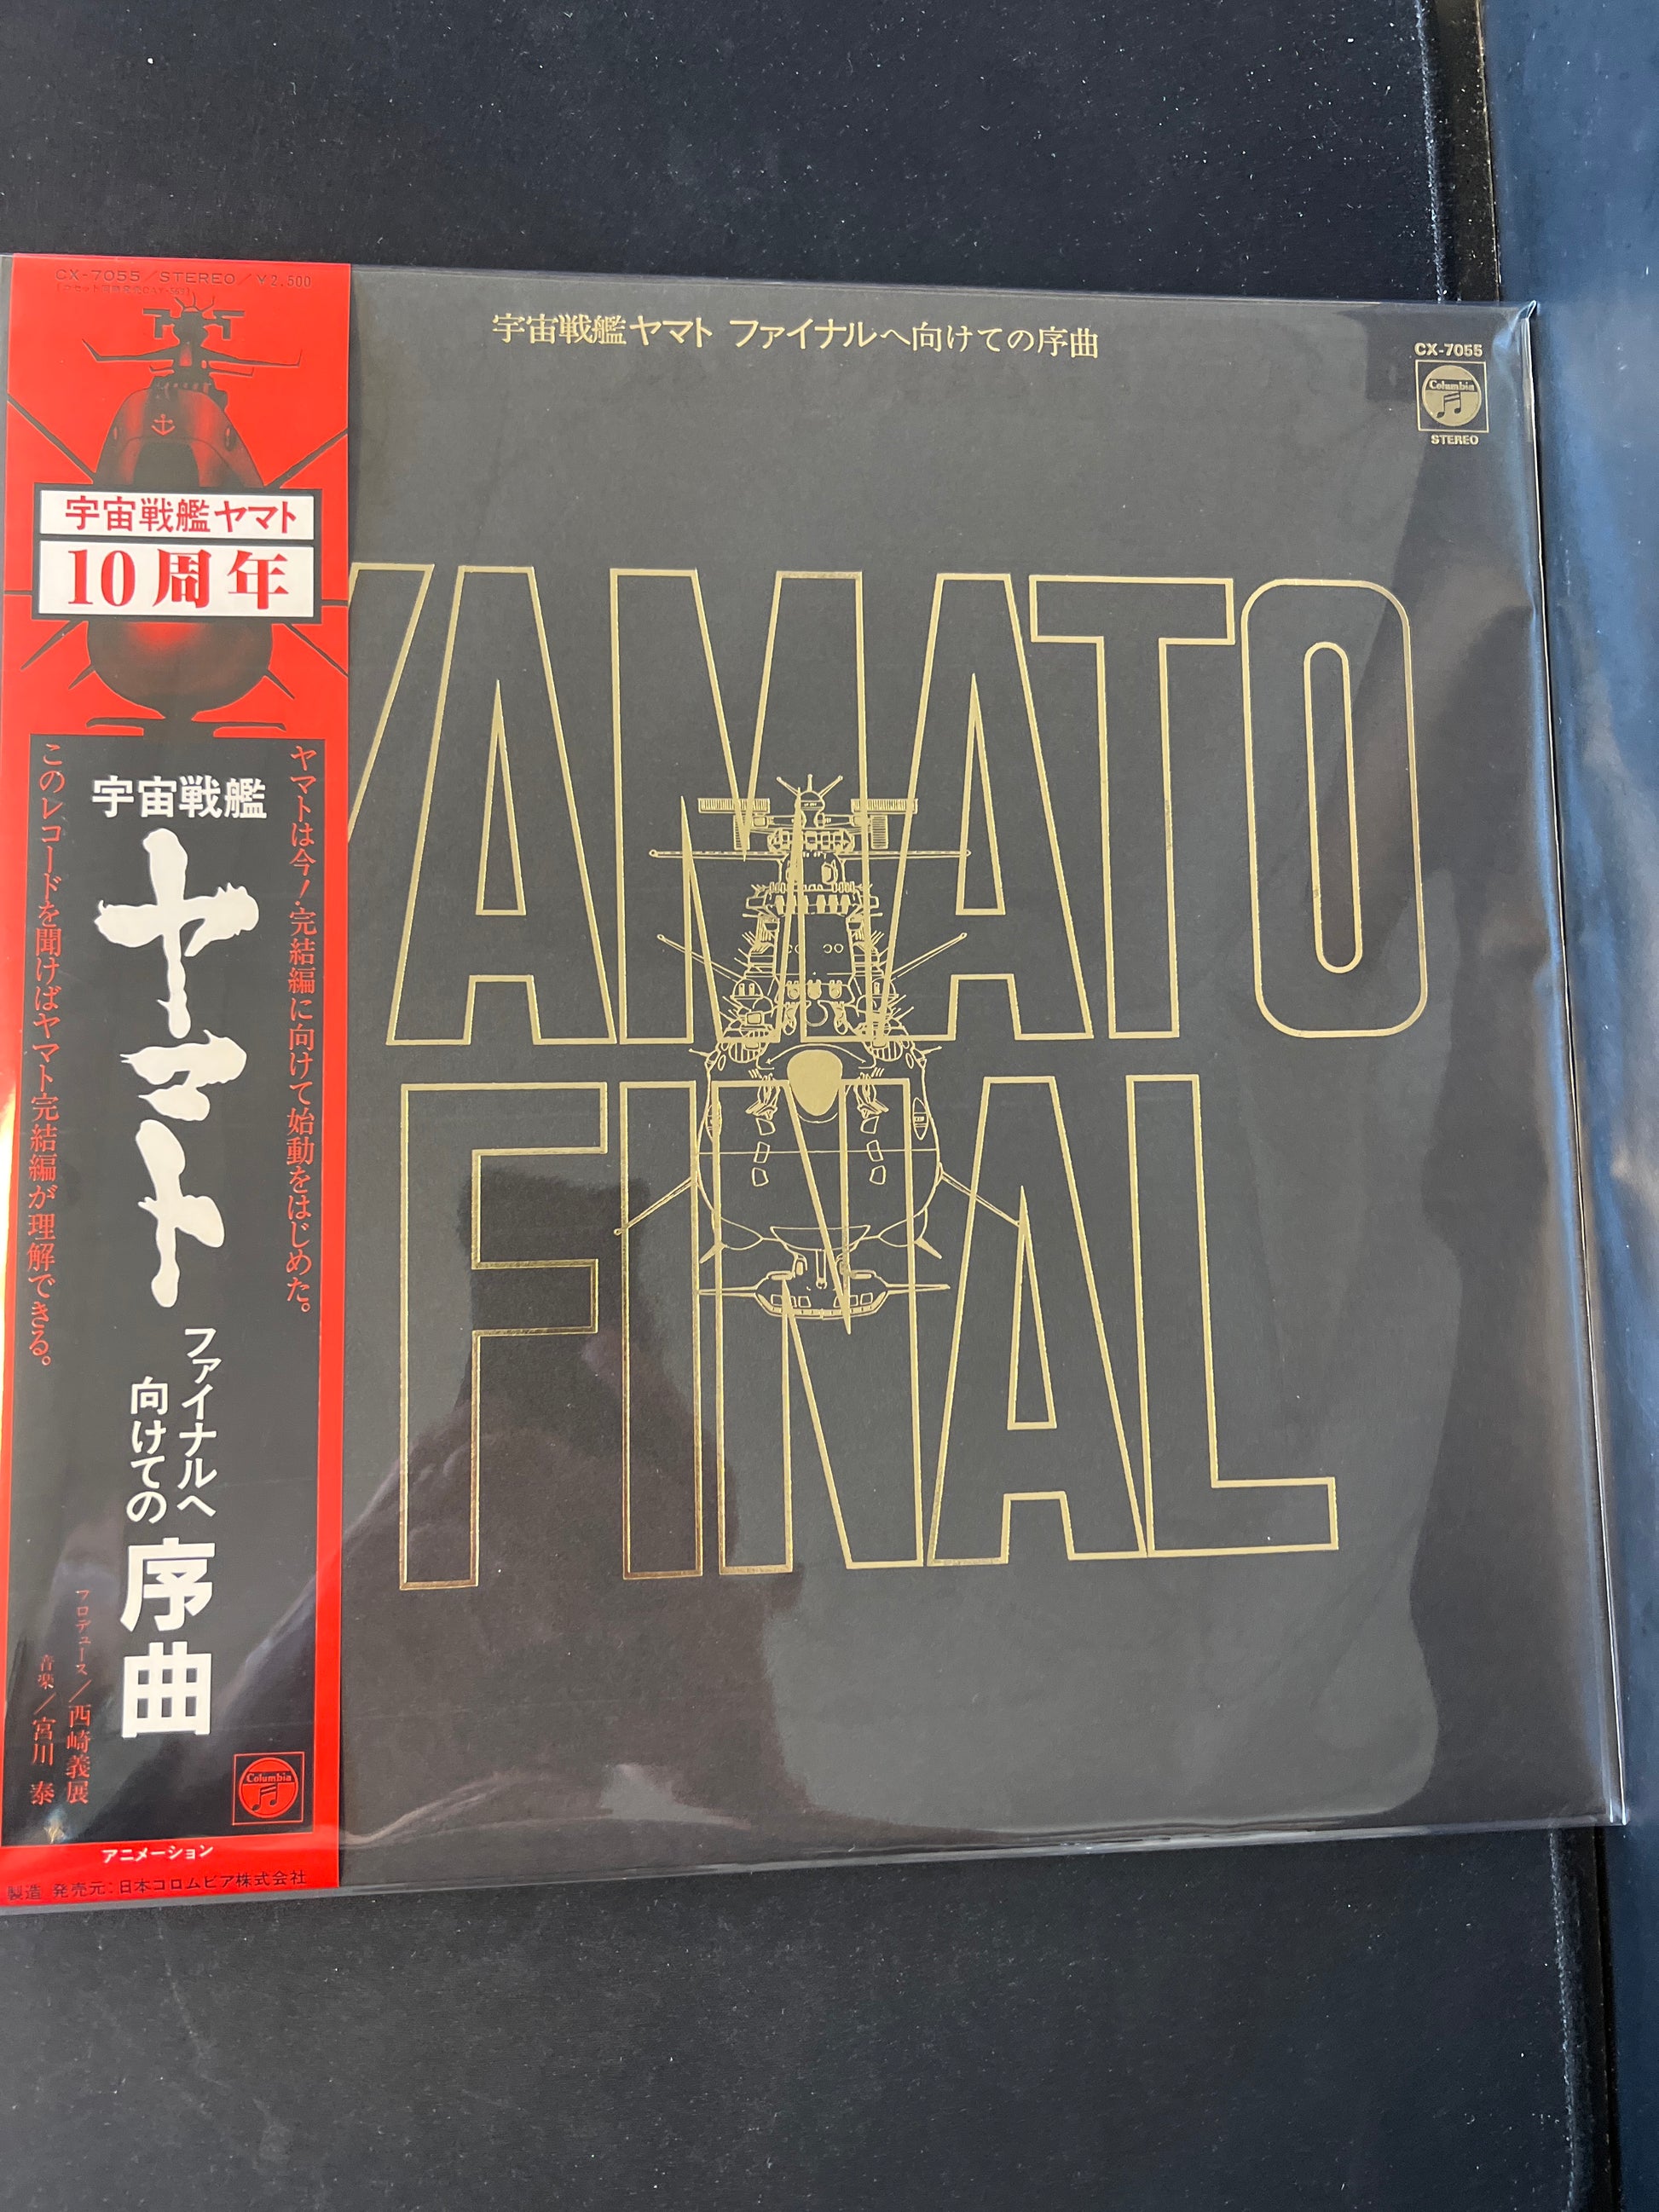 CX-7055/STEREO/¥2,500
宇宙戦艦ヤマト
10周年
ヤマトは今!完結編に向けて始動をはじめた。
宇宙戦艦
ヤマト
ファイナルへ
向けての
序曲
このレコードを聞けばヤマト完結編が理解できる。
プロデュース/西崎義展
音楽/宮川 泰
Columbia
アニメーション
製造 発売元:日本コロムビア株式会社
宇宙戦艦ヤマト ファイナルへ向けての序曲
CX-7055
Columbia
STEREO
YAMATO
FINAL